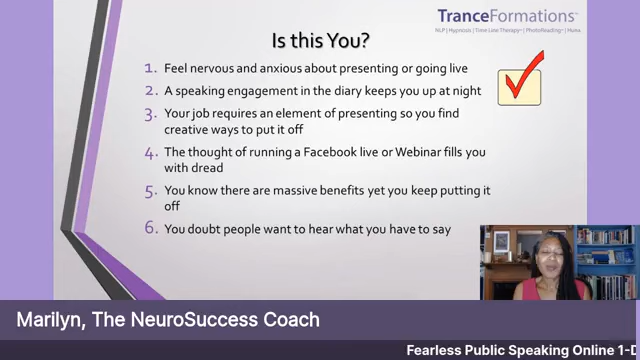 TranceFormations™
NLP | Hypnosis | Time Line Therapy™ | PhotoReading™ | Huna
Is this You?
1. Feel nervous and anxious about presenting or going live
2. A speaking engagement in the diary keeps you up at night
3. Your job requires an element of presenting so you find
creative ways to put it off
4. The thought of running a Facebook live or Webinar fills you
with dread
5. You know there are massive benefits yet you keep putting it
off
6. You doubt people want to hear what you have to say
Marilyn, The NeuroSuccess Coach
Fearless Public Speaking Online 1-D